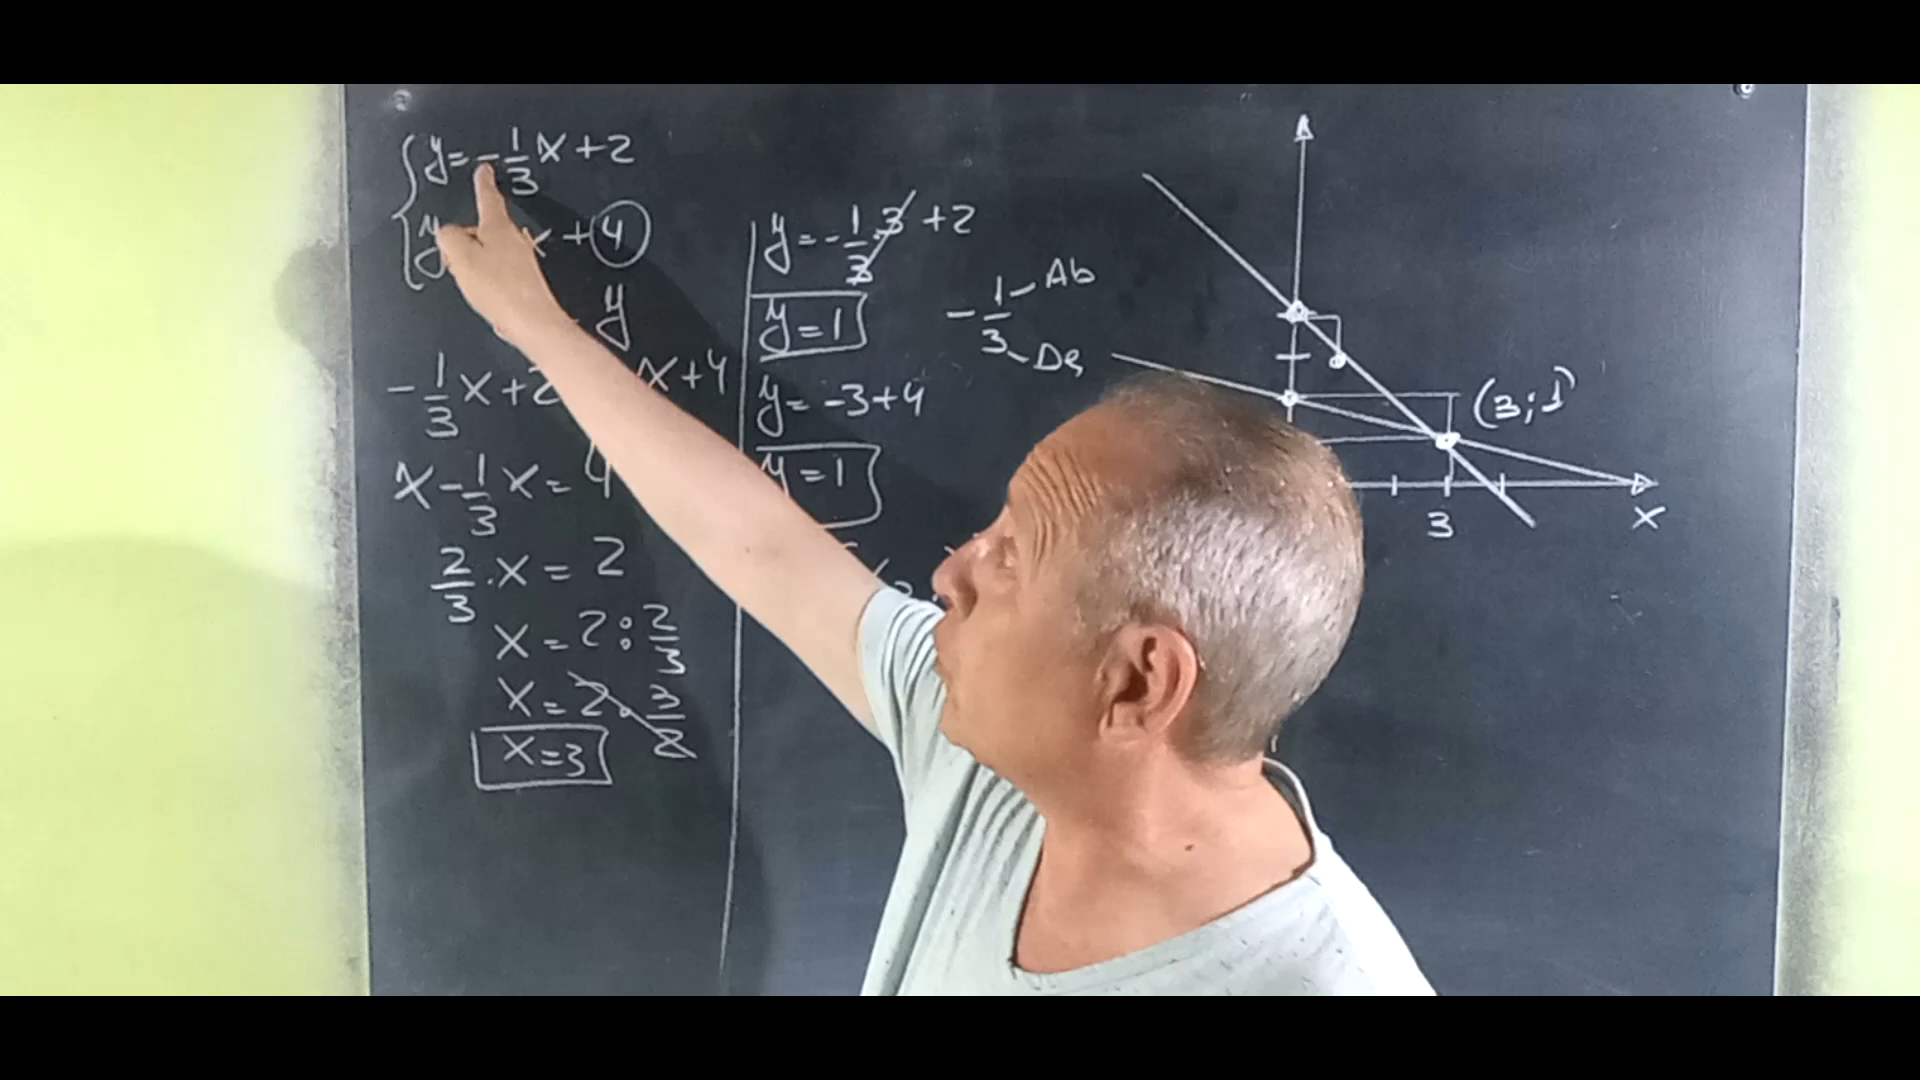 y = -1/3 x + 2
y x + 4
= y
-1/3 x + 2 x + 4
x - 1/3 x = 4
2/3 · x = 2
x = 2 : 2/3
x = 2 · 3/2
x = 3
y = -1/3 · 3 + 2
y = 1
y = -3 + 4
y = 1
-1/3 - Ab
- De
(3; 1)
3
x